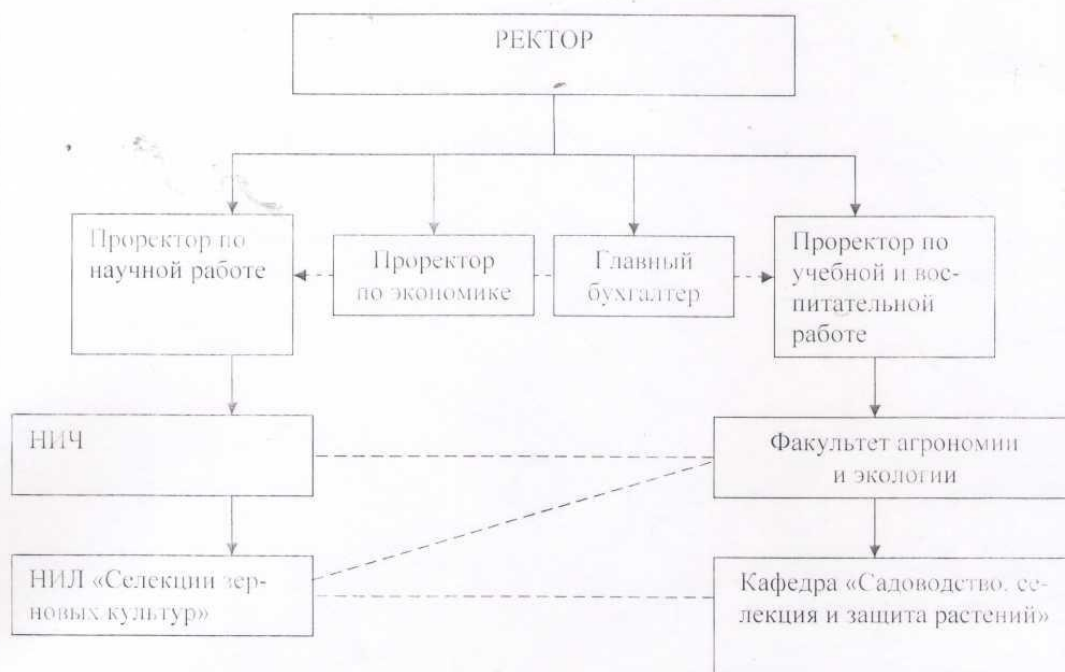 РЕКТОР
Проректор по
научной работе
Проректор
по экономике
Главный
бухгалтер
Проректор по
учебной и вос-
питательной
работе
НИЧ
Факультет агрономии
и экологии
НИЛ «Селекции зер-
новых культур»
Кафедра «Садоводство, се-
лекция и защита растений»